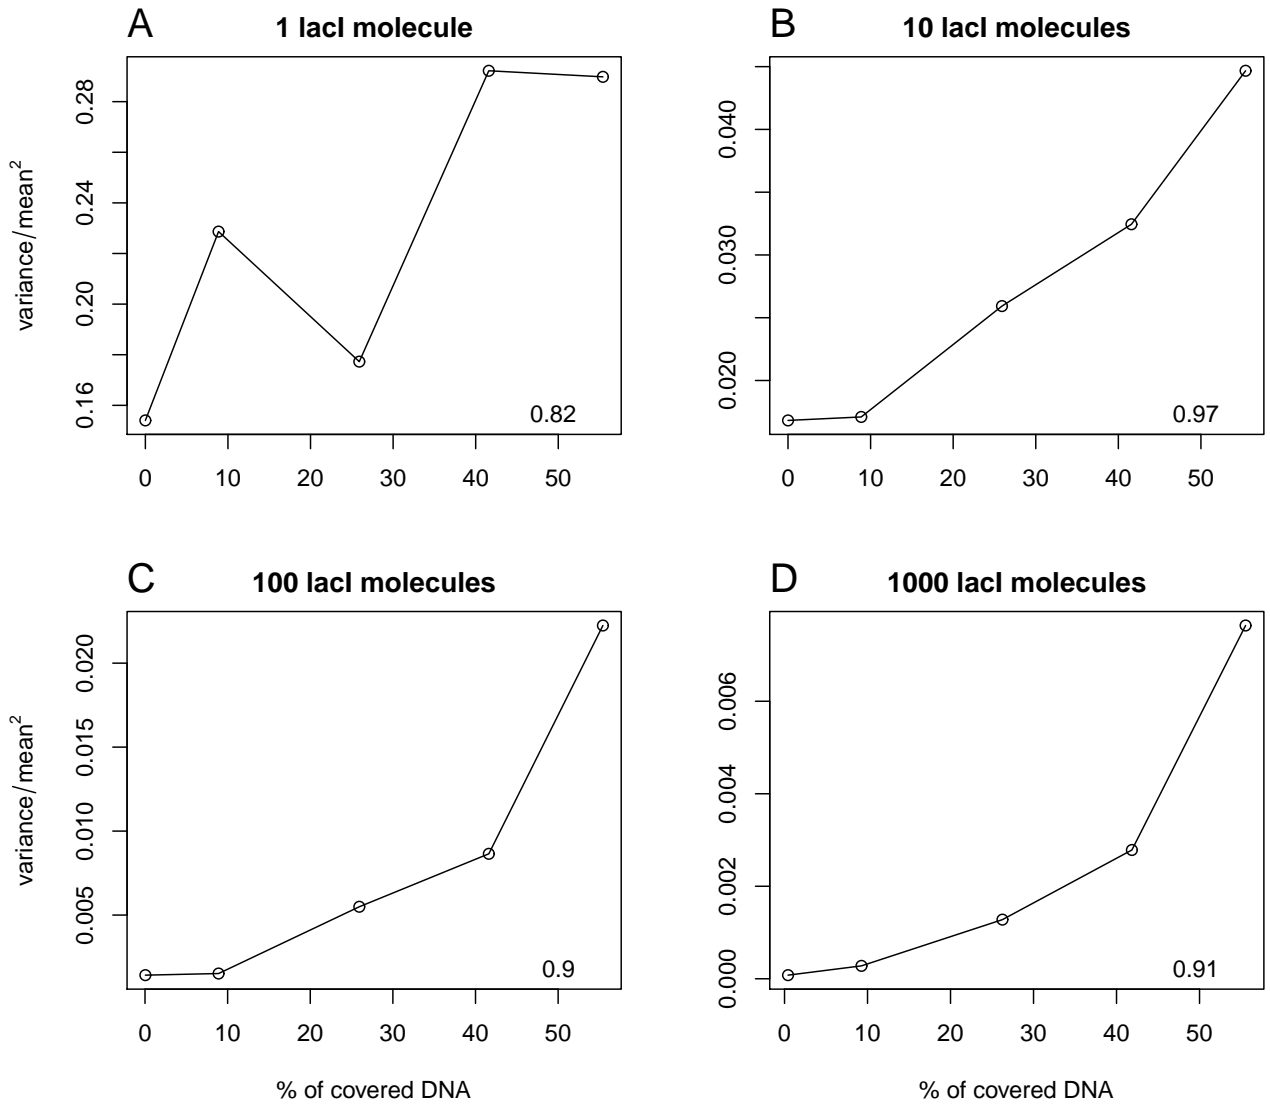 A 1 lacI molecule
variance/mean²
0.28
0.24
0.20
0.16
0.82
0 10 20 30 40 50
B 10 lacI molecules
0.040
0.030
0.020
0.97
0 10 20 30 40 50
C 100 lacI molecules
variance/mean²
0.020
0.015
0.010
0.005
0.9
0 10 20 30 40 50
% of covered DNA
D 1000 lacI molecules
0.006
0.004
0.002
0.000
0.91
0 10 20 30 40 50
% of covered DNA